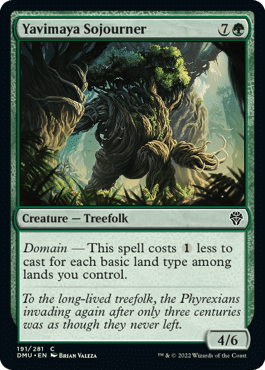 Yavimaya Sojourner 7
Creature — Treefolk
Domain — This spell costs 1 less to
cast for each basic land type among
lands you control.
To the long-lived treefolk, the Phyrexians
invading again after only three centuries
was as though they never left.
4/6
191/281 C
DMU • EN Brian Valeza
™ & © 2022 Wizards of the Coast